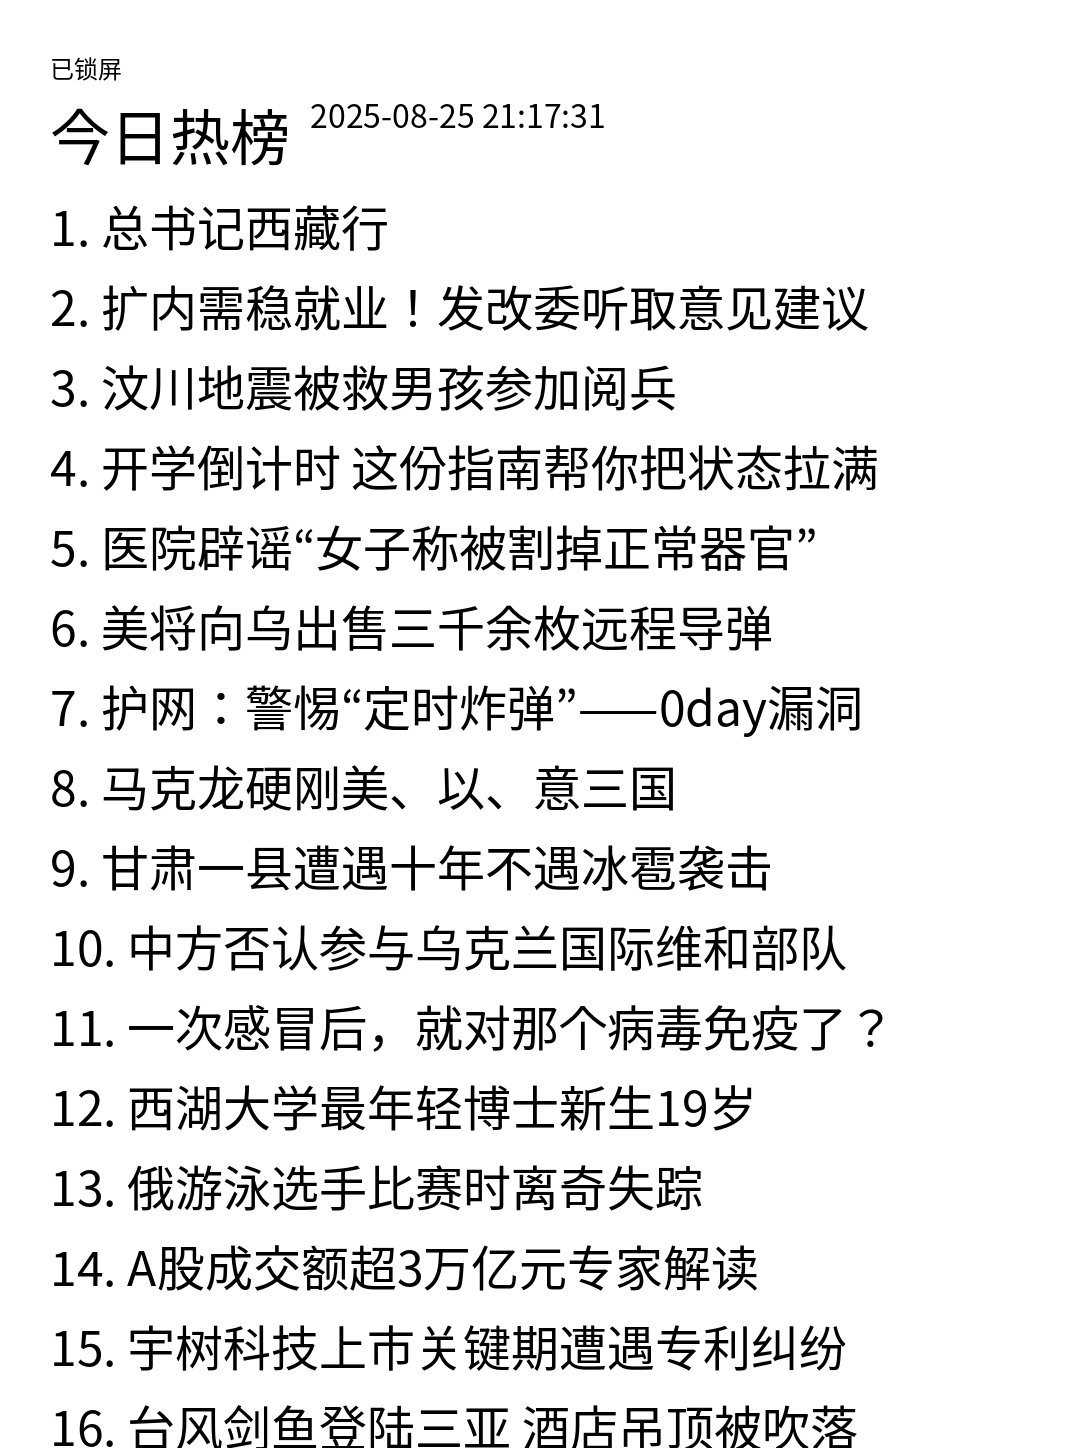 已锁屏
今日热榜 2025-08-25 21:17:31
1. 总书记西藏行
2. 扩内需稳就业！发改委听取意见建议
3. 汶川地震被救男孩参加阅兵
4. 开学倒计时 这份指南帮你把状态拉满
5. 医院辟谣“女子称被割掉正常器官”
6. 美将向乌出售三千余枚远程导弹
7. 护网：警惕“定时炸弹”——0day漏洞
8. 马克龙硬刚美、以、意三国
9. 甘肃一县遭遇十年不遇冰雹袭击
10. 中方否认参与乌克兰国际维和部队
11. 一次感冒后，就对那个病毒免疫了？
12. 西湖大学最年轻博士新生19岁
13. 俄游泳选手比赛时离奇失踪
14. A股成交额超3万亿元专家解读
15. 宇树科技上市关键期遭遇专利纠纷
16. 台风剑鱼登陆三亚 酒店吊顶被吹落